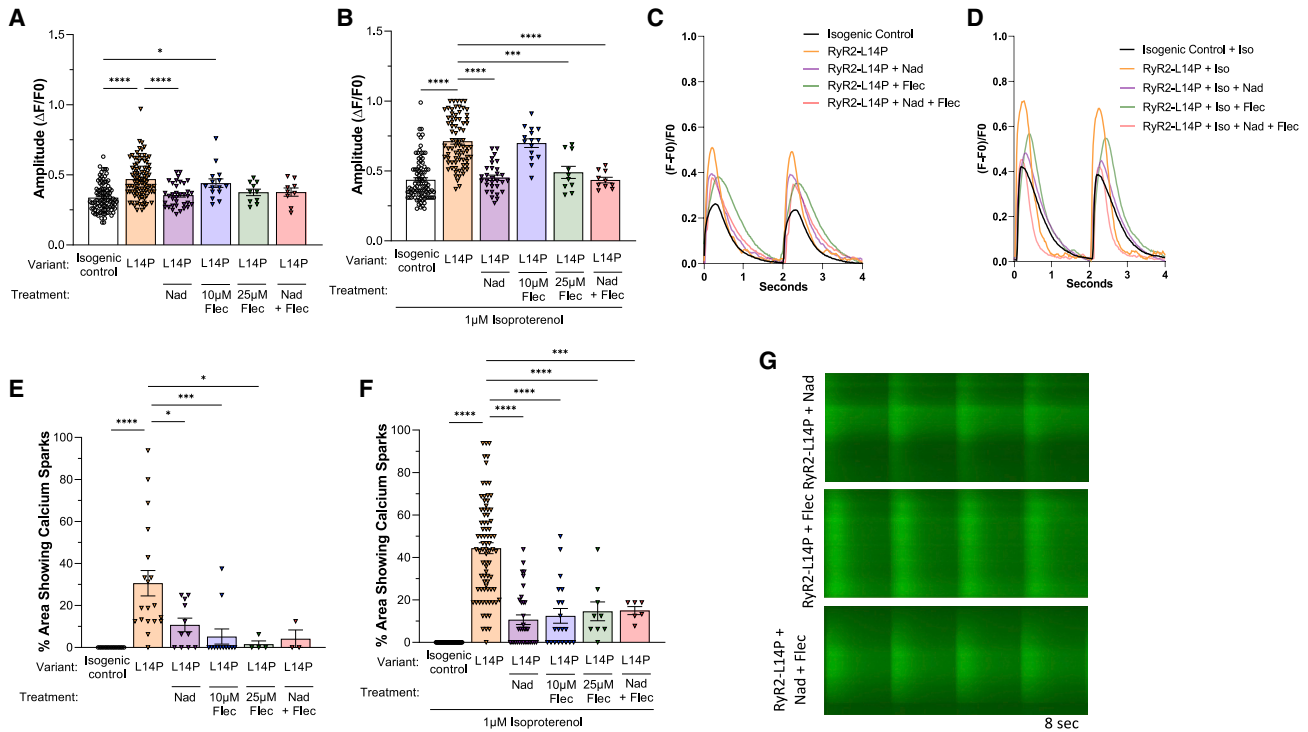 A
Amplitude (ΔF/F0)
1.5
1.0
0.5
0.0
*
**** ****
Variant:
Isogenic
control
L14P L14P L14P L14P L14P
Treatment:
Nad 10µM
Flec 25µM
Flec Nad
+ Flec
B
Amplitude (ΔF/F0)
1.5
1.0
0.5
0.0
****
***
**** ****
Variant:
Isogenic
control
L14P L14P L14P L14P L14P
Treatment:
Nad 10µM
Flec 25µM
Flec Nad
+ Flec
1µM Isoproterenol
C
(F-F0)/F0
1.0
0.8
0.6
0.4
0.2
0.0
0 1 2 3 4
Seconds
Isogenic Control
RyR2-L14P
RyR2-L14P + Nad
RyR2-L14P + Flec
RyR2-L14P + Nad + Flec
D
(F-F0)/F0
1.0
0.8
0.6
0.4
0.2
0.0
0 1 2 3 4
Seconds
Isogenic Control + Iso
RyR2-L14P + Iso
RyR2-L14P + Iso + Nad
RyR2-L14P + Iso + Flec
RyR2-L14P + Iso + Nad + Flec
E
% Area Showing Calcium Sparks
100
80
60
40
20
0
*
***
**** *
Variant:
Isogenic
control
L14P L14P L14P L14P L14P
Treatment:
Nad 10µM
Flec 25µM
Flec Nad
+ Flec
F
% Area Showing Calcium Sparks
100
80
60
40
20
0
***
****
****
**** ****
Variant:
Isogenic
control
L14P L14P L14P L14P L14P
Treatment:
Nad 10µM
Flec 25µM
Flec Nad
+ Flec
1µM Isoproterenol
G
RyR2-L14P + Nad
RyR2-L14P + Flec
RyR2-L14P +
Nad + Flec
8 sec